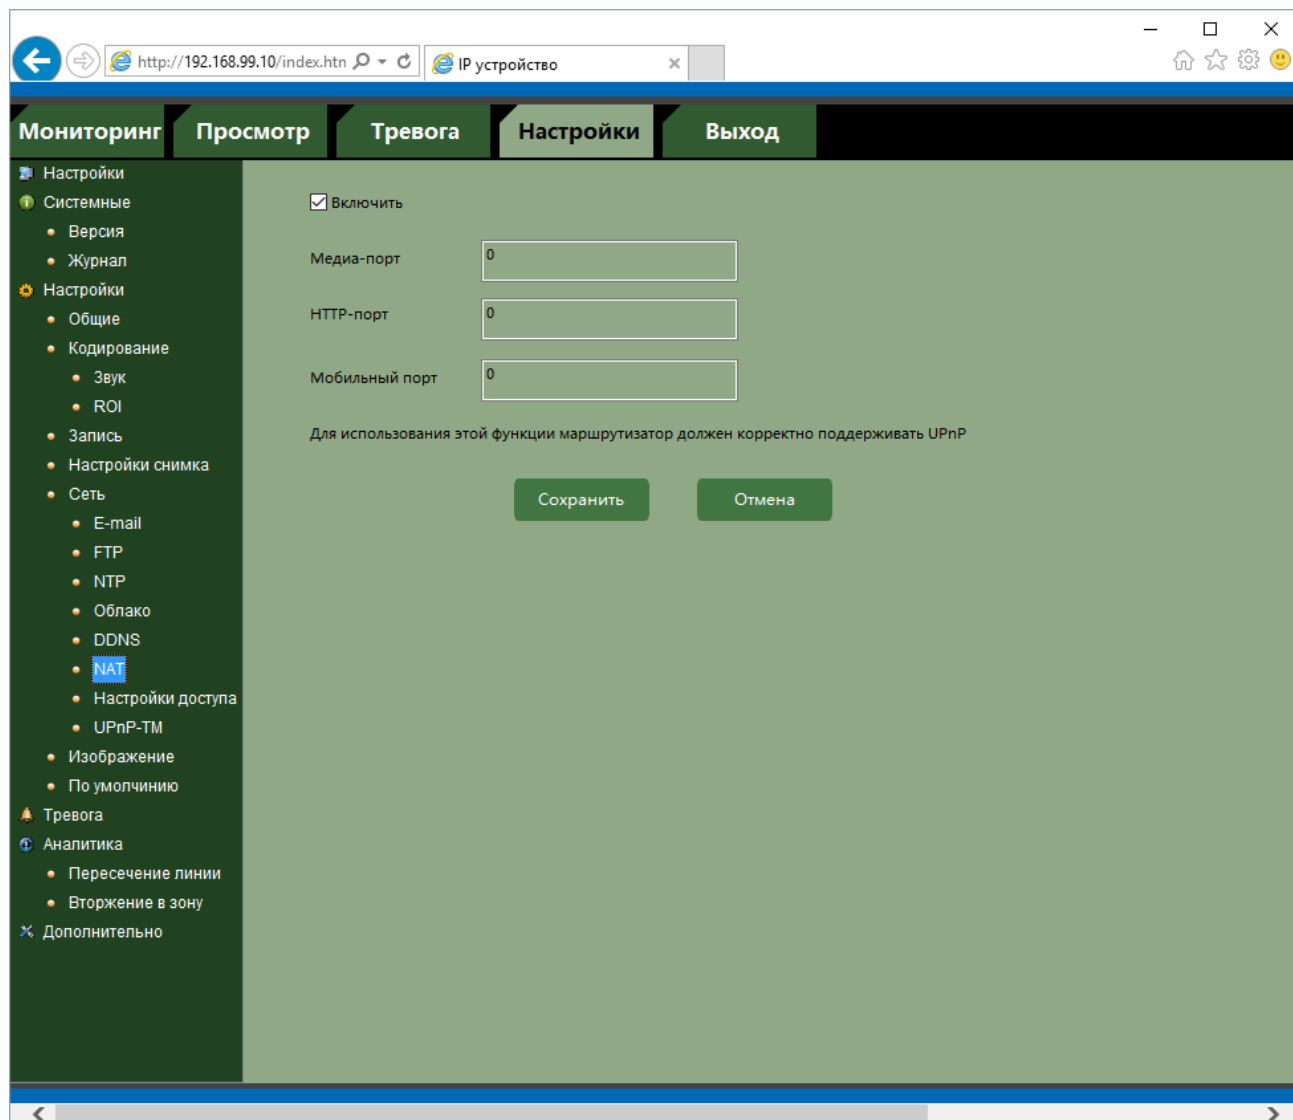 http://192.168.99.10/index.htn
IP устройство
Мониторинг Просмотр Тревога Настройки Выход
Настройки
Системные
Версия
Журнал
Настройки
Общие
Кодирование
Звук
ROI
Запись
Настройки снимка
Сеть
E-mail
FTP
NTP
Облако
DDNS
NAT
Настройки доступа
UPnP-TM
Изображение
По умолчинию
Тревога
Аналитика
Пересечение линии
Вторжение в зону
Дополнительно
Включить
Медиа-порт 0
HTTP-порт 0
Мобильный порт 0
Для использования этой функции маршрутизатор должен корректно поддерживать UPnP
Сохранить Отмена